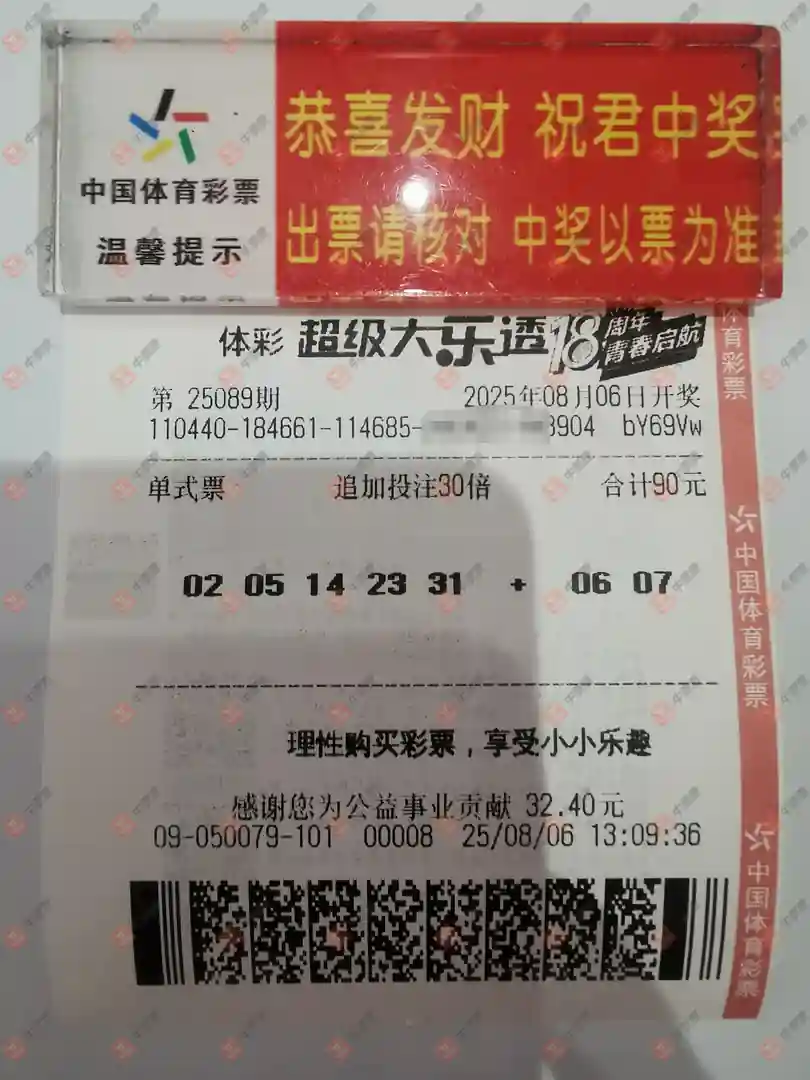 恭喜发财 祝君中奖
中国体育彩票
温馨提示
出票请核对 中奖以票为准
体彩 超级大乐透 18周年 青春启航
第 25089期 2025年08月06日开奖
110440-184661-114685- 8904 bY69Vw
单式票 追加投注30倍 合计90元
02 05 14 23 31 + 06 07
理性购买彩票，享受小小乐趣
感谢您为公益事业贡献 32.40元
09-050079-101 00008 25/08/06 13:09:36
体育彩票
中国体育彩票
中国体育彩票